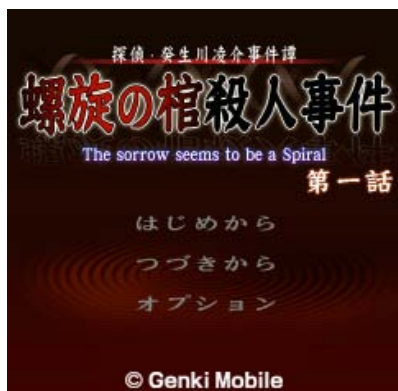 探偵・癸生川凌介事件譚
螺旋の棺殺人事件
The sorrow seems to be a Spiral
第一話
はじめから
つづきから
オプション
© Genki Mobile